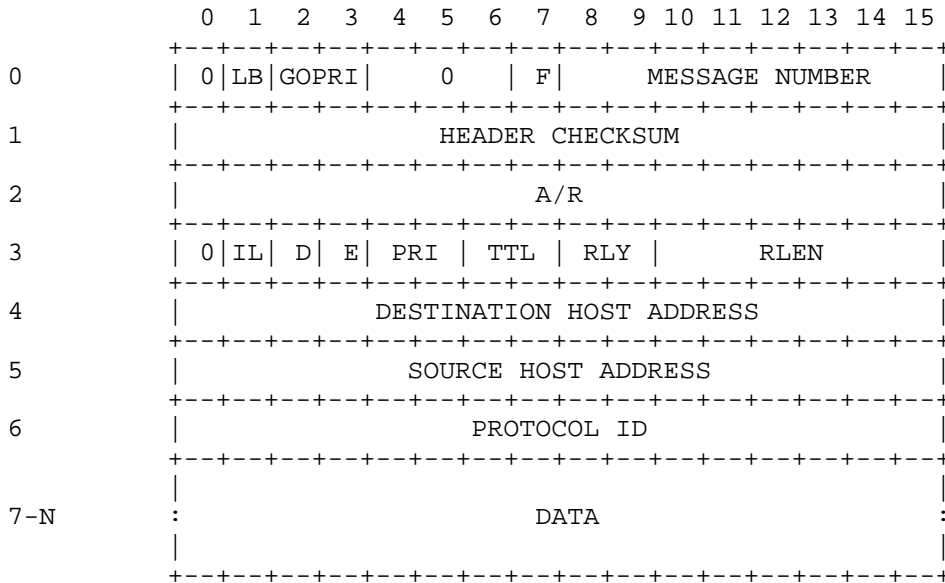 0 1 2 3 4 5 6 7 8 9 10 11 12 13 14 15
+--+--+--+--+--+--+--+--+--+--+--+--+--+--+--+--+
0 | 0|LB|GOPRI| 0 | F| MESSAGE NUMBER |
+--+--+--+--+--+--+--+--+--+--+--+--+--+--+--+--+
1 | HEADER CHECKSUM |
+--+--+--+--+--+--+--+--+--+--+--+--+--+--+--+--+
2 | A/R |
+--+--+--+--+--+--+--+--+--+--+--+--+--+--+--+--+
3 | 0|IL| D| E| PRI | TTL | RLY | RLEN |
+--+--+--+--+--+--+--+--+--+--+--+--+--+--+--+--+
4 | DESTINATION HOST ADDRESS |
+--+--+--+--+--+--+--+--+--+--+--+--+--+--+--+--+
5 | SOURCE HOST ADDRESS |
+--+--+--+--+--+--+--+--+--+--+--+--+--+--+--+--+
6 | PROTOCOL ID |
+--+--+--+--+--+--+--+--+--+--+--+--+--+--+--+--+
| |
7-N : DATA :
| |
+--+--+--+--+--+--+--+--+--+--+--+--+--+--+--+--+